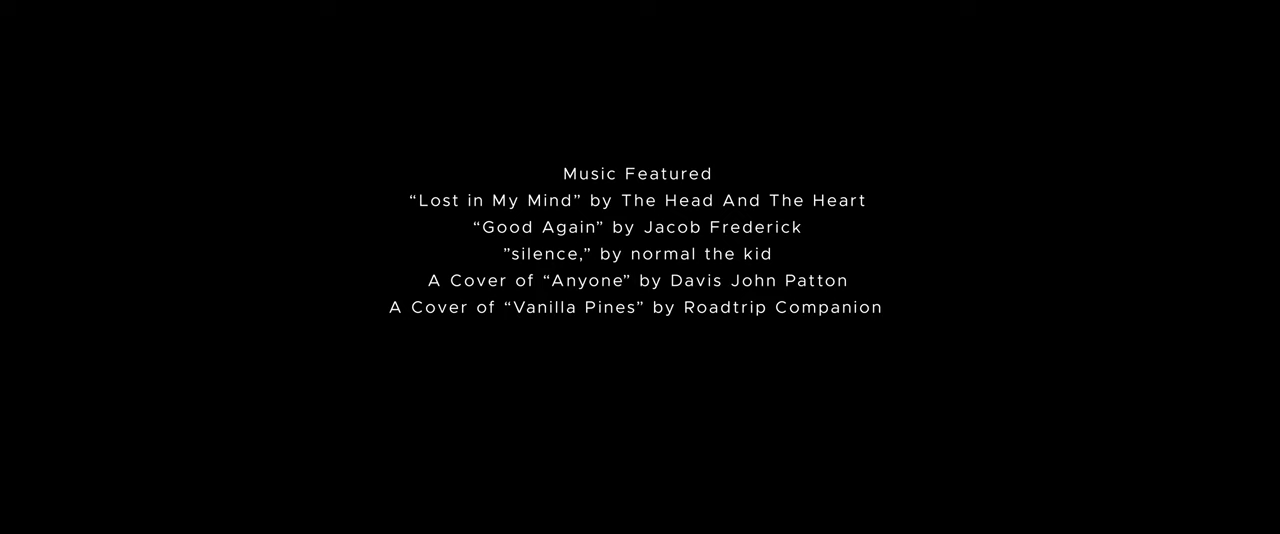 Music Featured
“Lost in My Mind” by The Head And The Heart
“Good Again” by Jacob Frederick
”silence,” by normal the kid
A Cover of “Anyone” by Davis John Patton
A Cover of “Vanilla Pines” by Roadtrip Companion